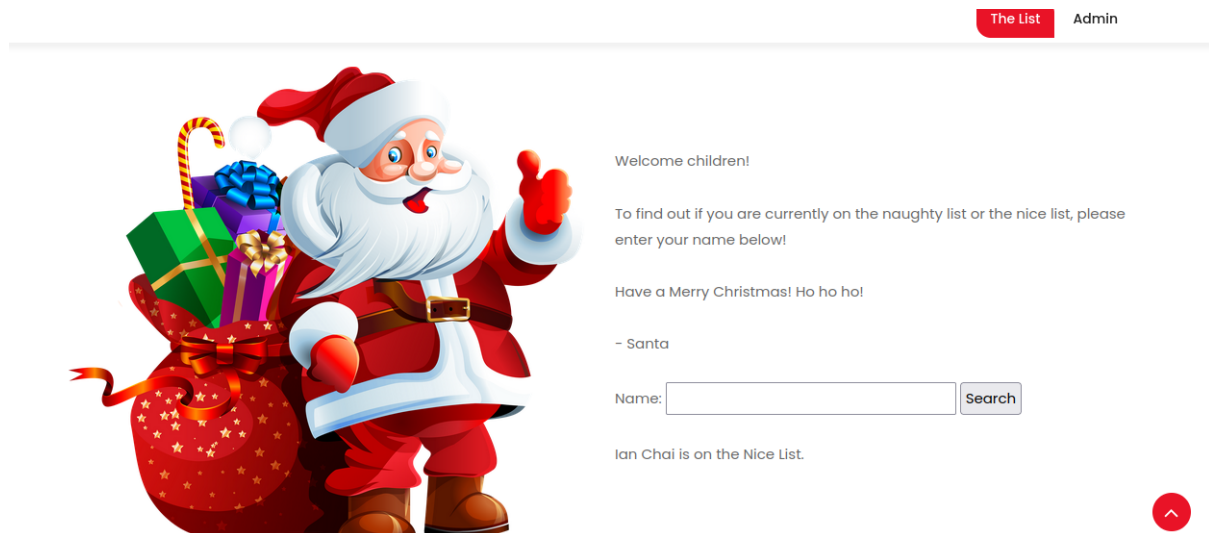 The List Admin
Welcome children!
To find out if you are currently on the naughty list or the nice list, please
enter your name below!
Have a Merry Christmas! Ho ho ho!
- Santa
Name: Search
Ian Chai is on the Nice List.